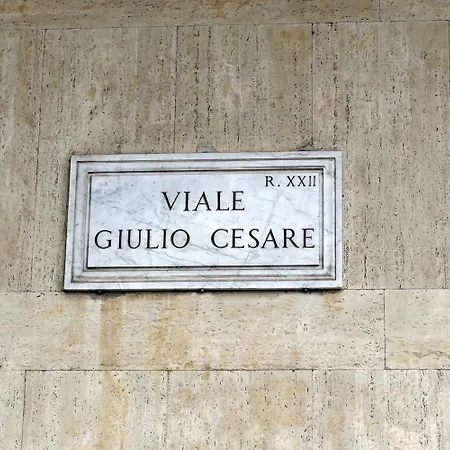 R. XXII
VIALE
GIULIO CESARE